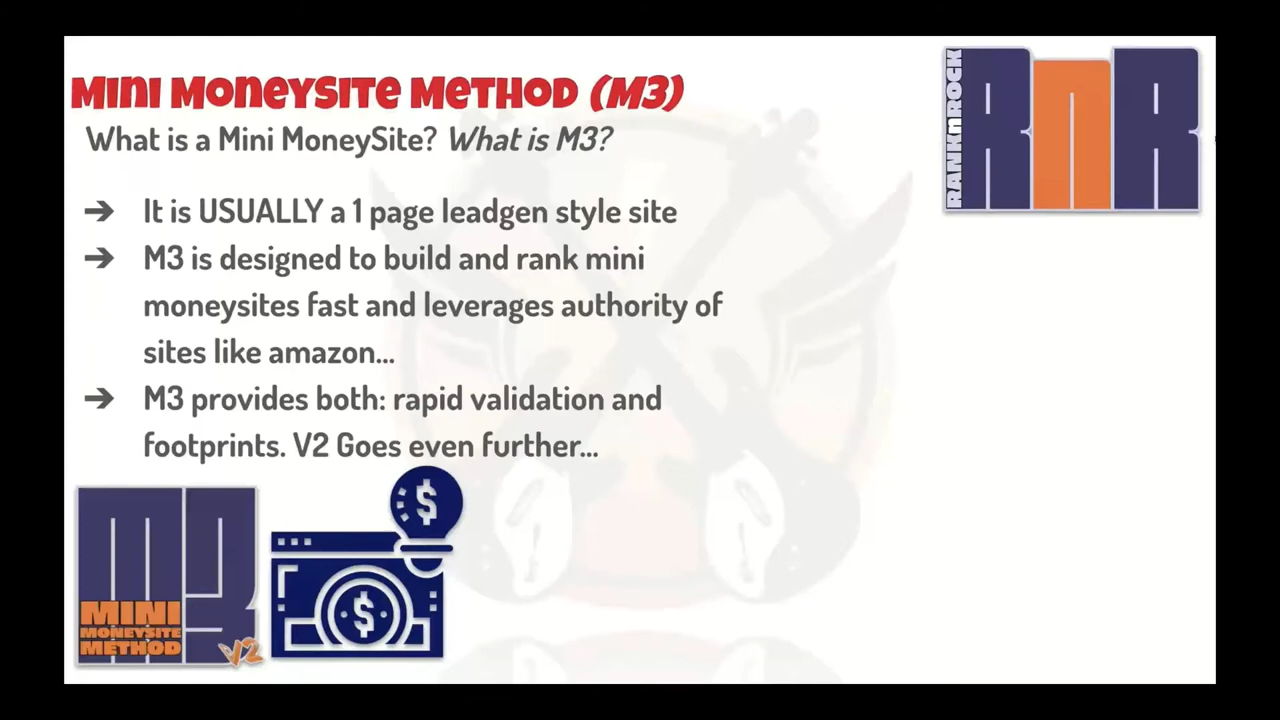 MINI MONEYSITE METHOD (M3)
What is a Mini MoneySite? What is M3?
➔ It is USUALLY a 1 page leadgen style site
➔ M3 is designed to build and rank mini
moneysites fast and leverages authority of
sites like amazon...
➔ M3 provides both: rapid validation and
footprints. V2 Goes even further...
RANKnROCK
RnR
M3
MINI
MONEYSITE
METHOD
V2
$
$